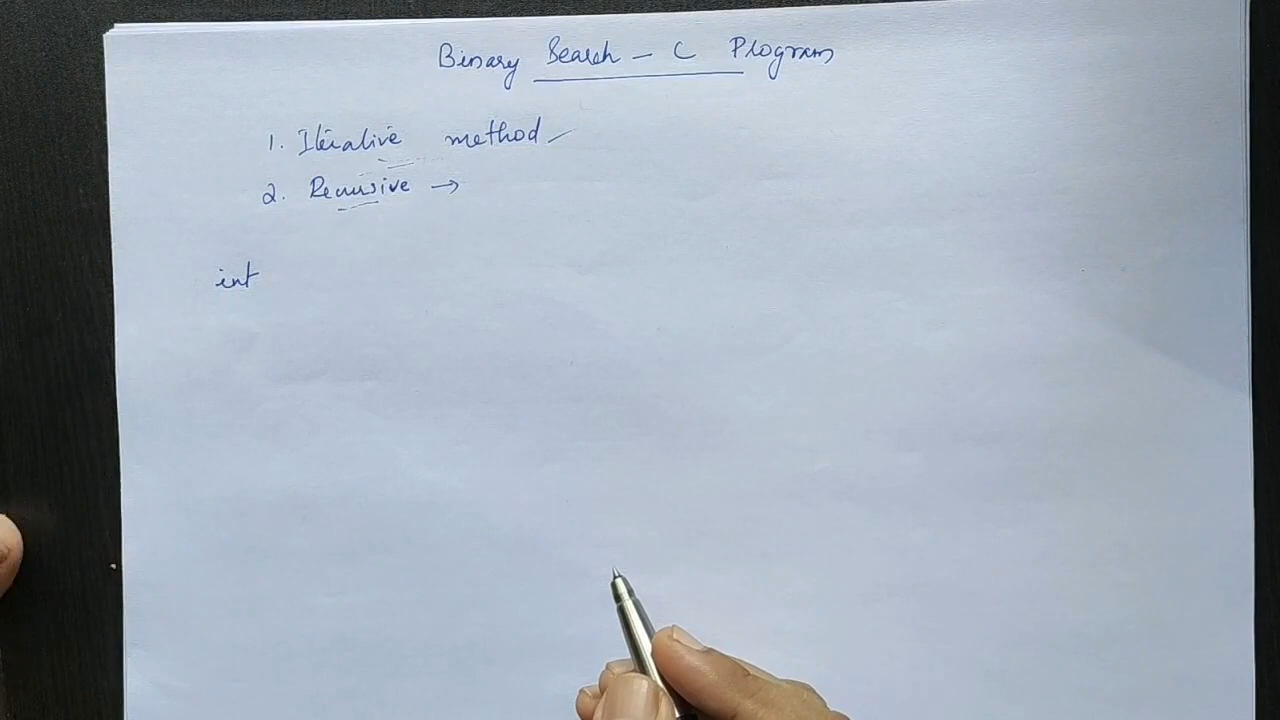 Binary Search - C Program
1. Iterative method
2. Recursive →
int